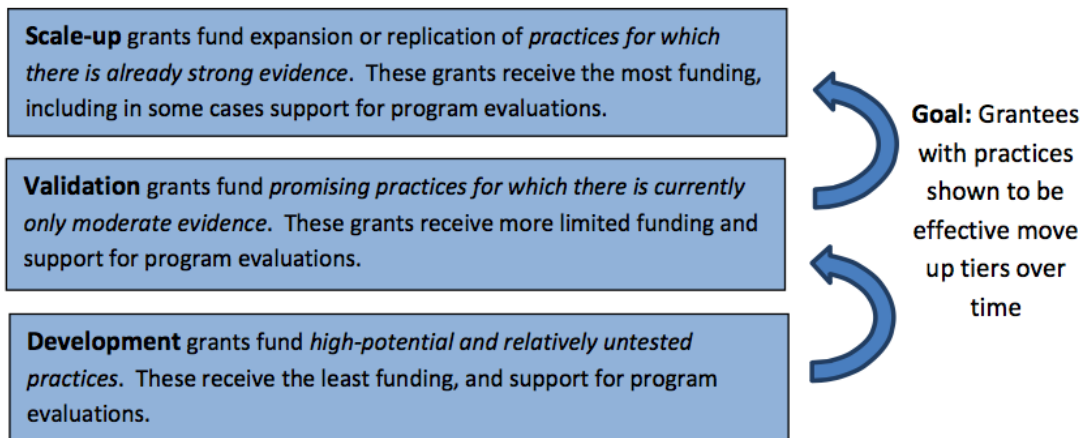 Scale-up grants fund expansion or replication of practices for which
there is already strong evidence.  These grants receive the most funding,
including in some cases support for program evaluations.
Validation grants fund promising practices for which there is currently
only moderate evidence.  These grants receive more limited funding and
support for program evaluations.
Development grants fund high-potential and relatively untested
practices.  These receive the least funding, and support for program
evaluations.
Goal: Grantees
with practices
shown to be
effective move
up tiers over
time